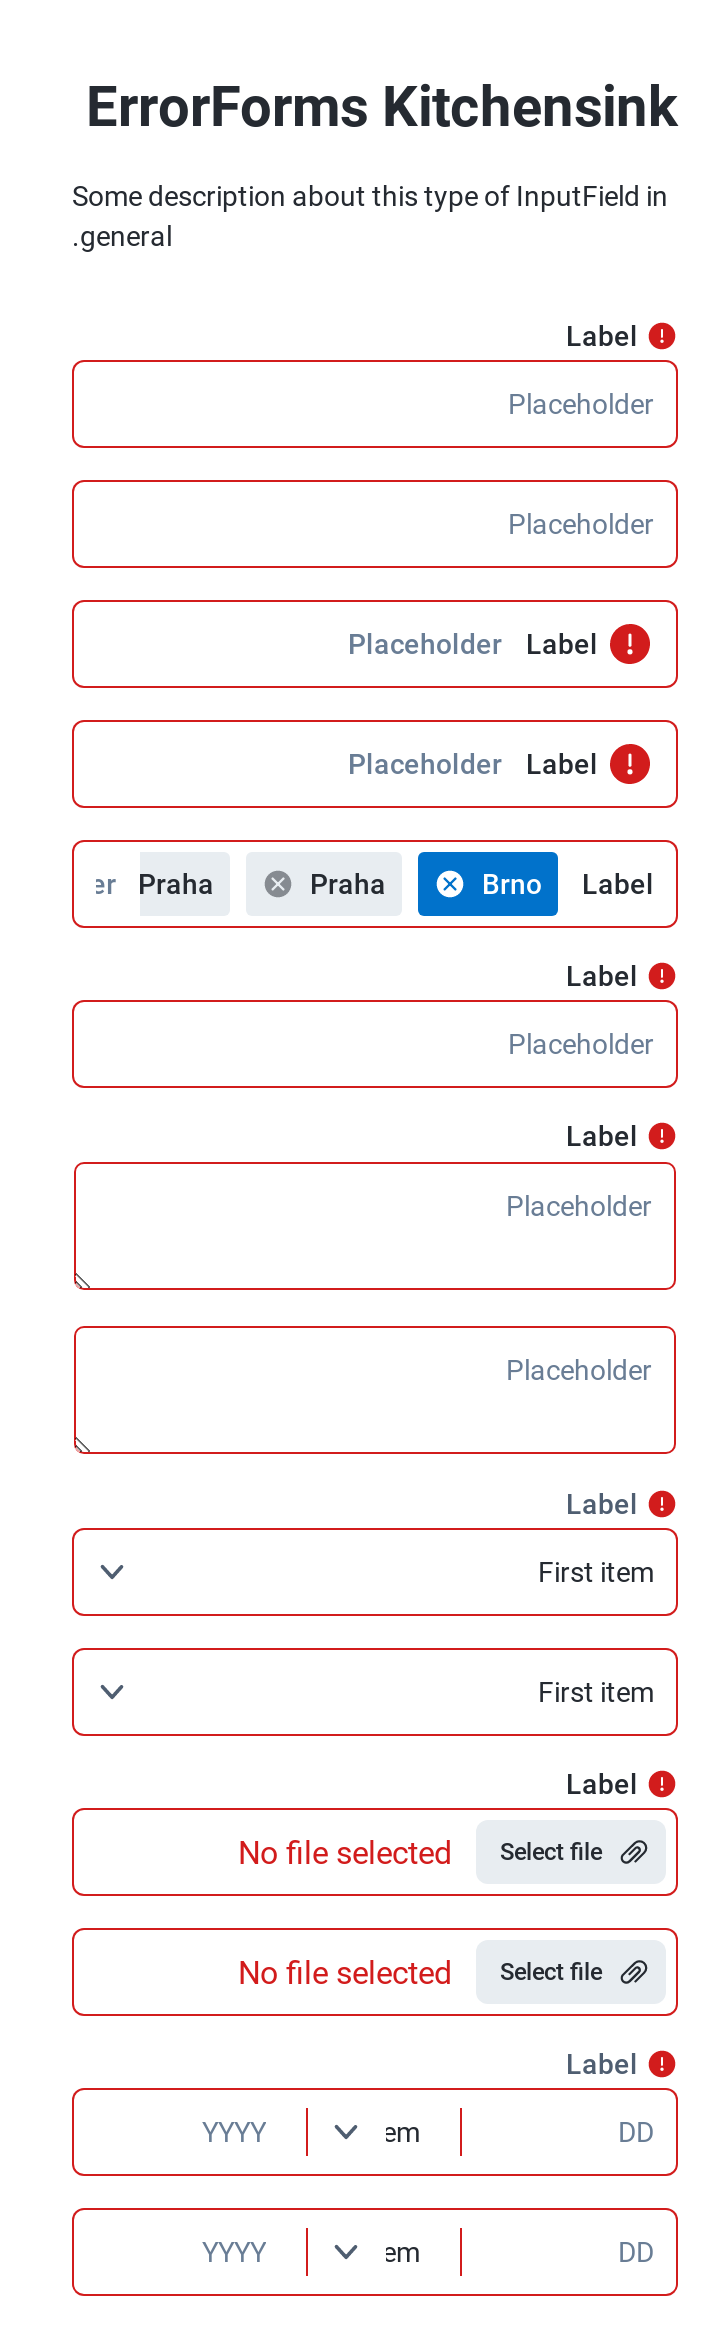 ErrorForms Kitchensink
Some description about this type of InputField in
.general
Label
Placeholder
Placeholder
Placeholder Label
Placeholder Label
er Praha Praha Brno Label
Label
Placeholder
Label
Placeholder
Placeholder
Label
First item
First item
Label
No file selected Select file
No file selected Select file
Label
YYYY em DD
YYYY em DD